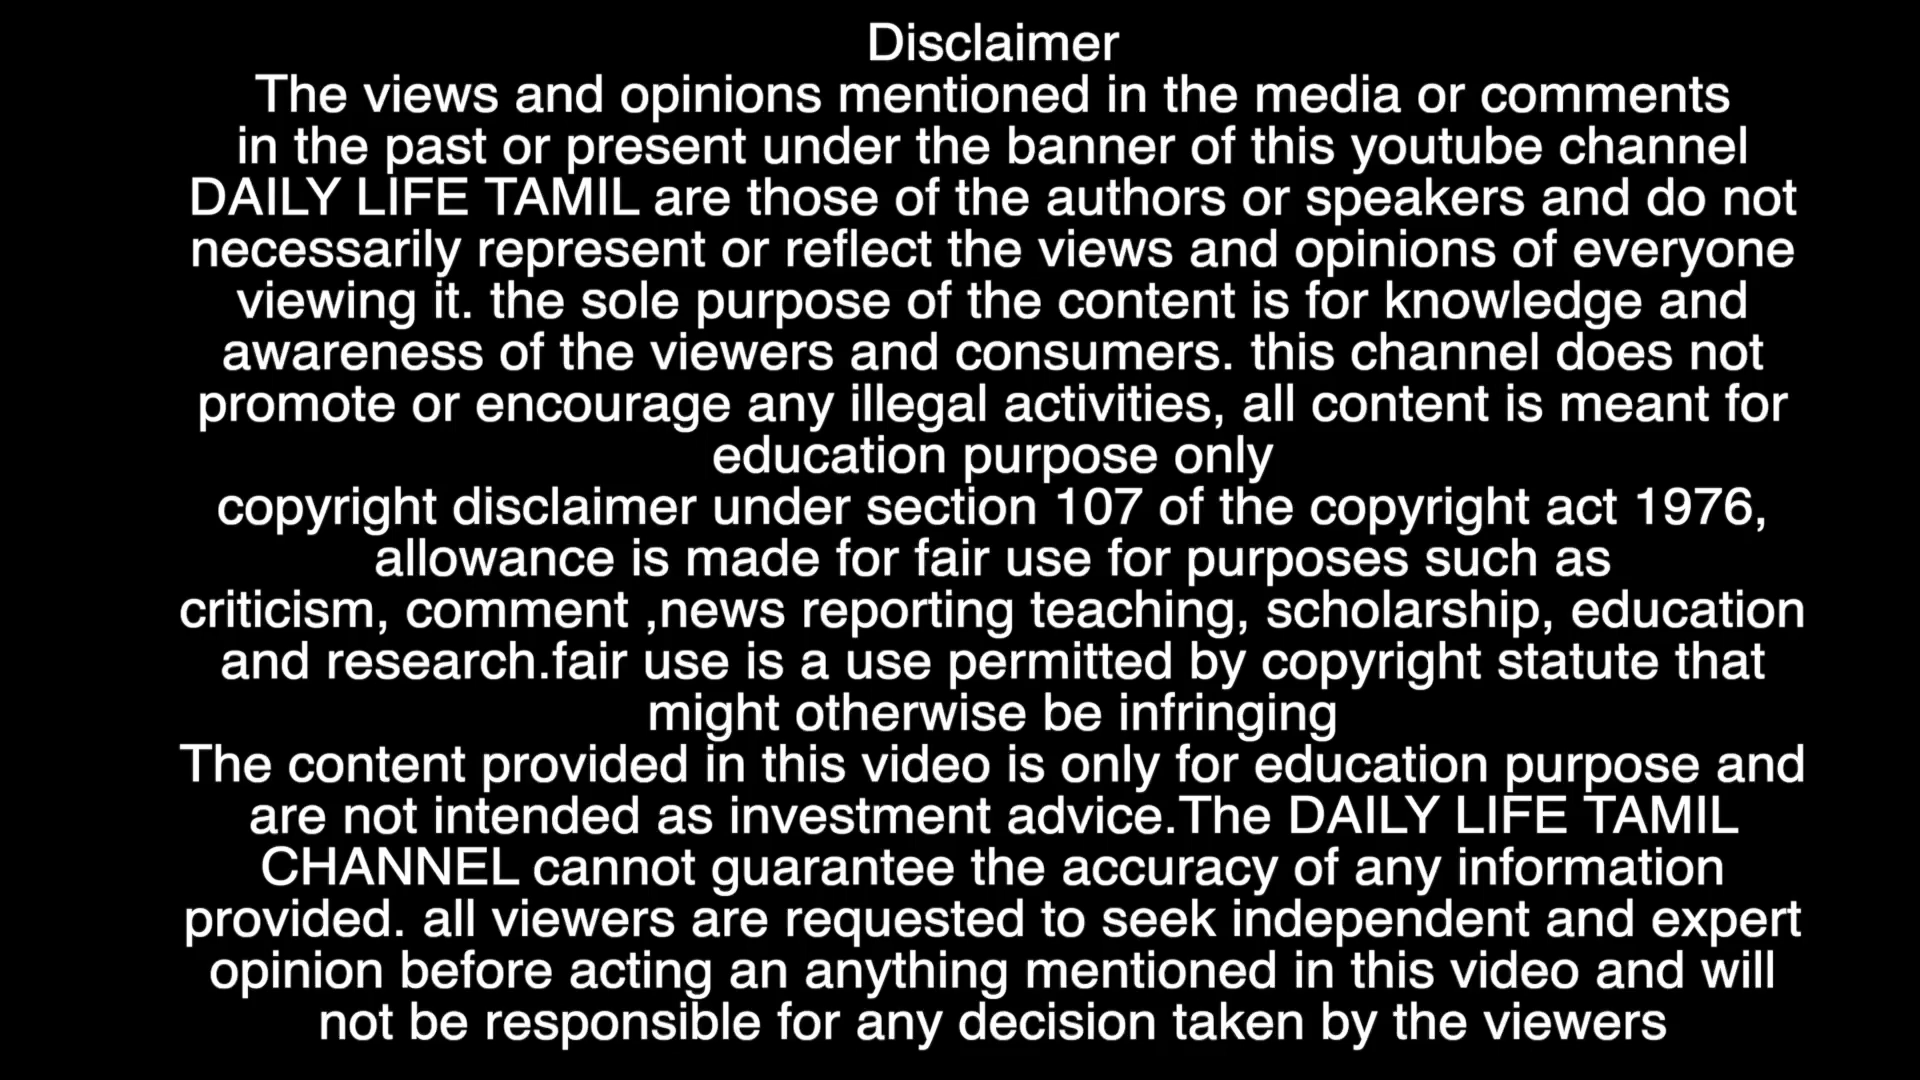 Disclaimer
The views and opinions mentioned in the media or comments
in the past or present under the banner of this youtube channel
DAILY LIFE TAMIL are those of the authors or speakers and do not
necessarily represent or reflect the views and opinions of everyone
viewing it. the sole purpose of the content is for knowledge and
awareness of the viewers and consumers. this channel does not
promote or encourage any illegal activities, all content is meant for
education purpose only
copyright disclaimer under section 107 of the copyright act 1976,
allowance is made for fair use for purposes such as
criticism, comment ,news reporting teaching, scholarship, education
and research.fair use is a use permitted by copyright statute that
might otherwise be infringing
The content provided in this video is only for education purpose and
are not intended as investment advice.The DAILY LIFE TAMIL
CHANNEL cannot guarantee the accuracy of any information
provided. all viewers are requested to seek independent and expert
opinion before acting an anything mentioned in this video and will
not be responsible for any decision taken by the viewers